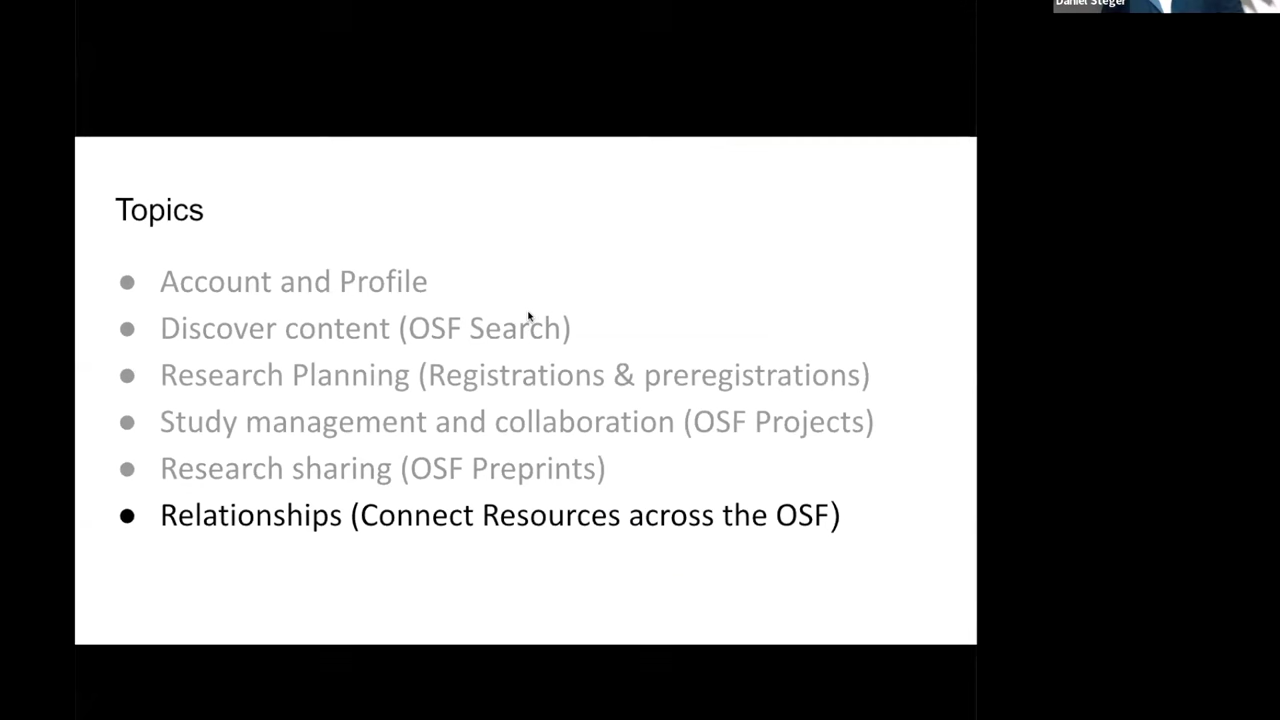 Daniel Steger
Topics
● Account and Profile
● Discover content (OSF Search)
● Research Planning (Registrations & preregistrations)
● Study management and collaboration (OSF Projects)
● Research sharing (OSF Preprints)
● Relationships (Connect Resources across the OSF)